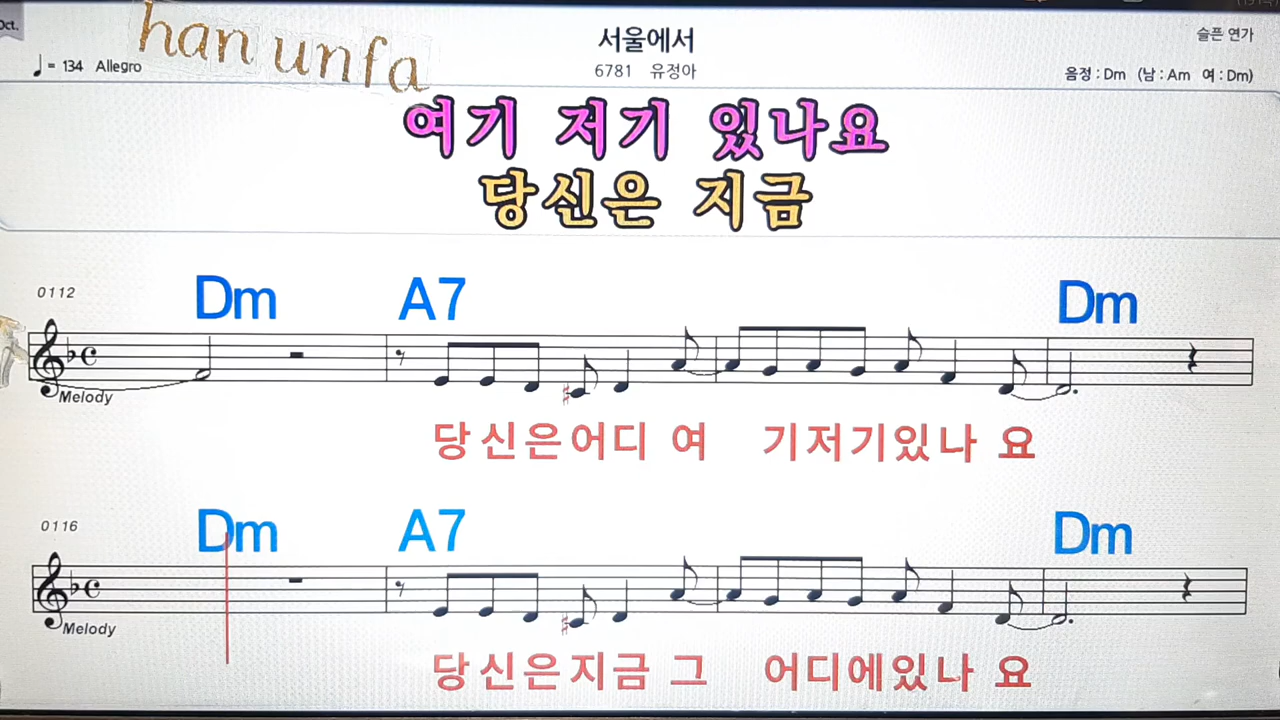 Oct.
han unfa
서울에서
슬픈 연가
= 134 Allegro
6781 유정아
음정 : Dm (남 : Am 여 : Dm)
여기 저기 있나요
당신은 지금
0112
Dm A7 Dm
Melody
당신은어디 여 기저기있나 요
0116
Dm A7 Dm
Melody
당신은지금 그 어디에있나 요